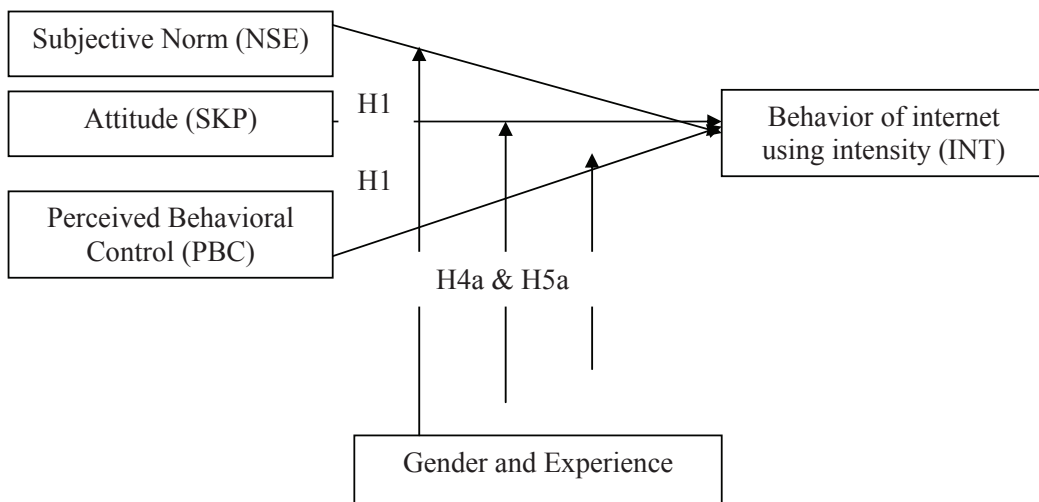 Subjective Norm (NSE)
Attitude (SKP)
H1
H1
Perceived Behavioral
Control (PBC)
Behavior of internet
using intensity (INT)
H4a & H5a
Gender and Experience